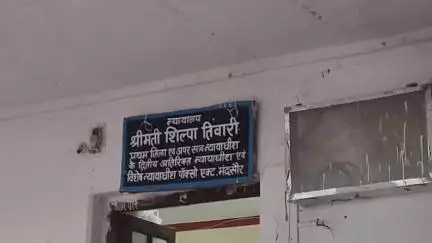 न्यायालय
श्रीमती शिल्पा तिवारी
प्रथम जिला एवं अपर सत्र न्यायाधीश
के द्वितीय अतिरिक्त न्यायाधीश एवं
विशेष न्यायाधीश पॉक्सो एक्ट, मंदसौर